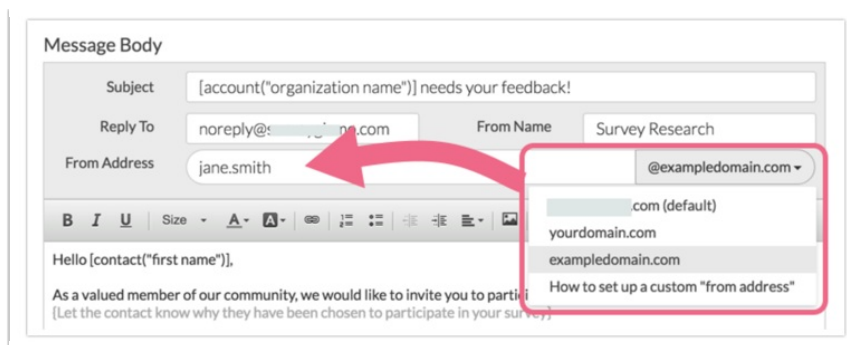 Message Body
Subject [account("organization name")] needs your feedback!
Reply To noreply@ .com From Name Survey Research
From Address jane.smith @exampledomain.com
.com (default)
yourdomain.com
exampledomain.com
How to set up a custom "from address"
B I U Size A A
Hello [contact("first name")],
As a valued member of our community, we would like to invite you to
[Let the contact know why they have been chosen to participate in your survey]